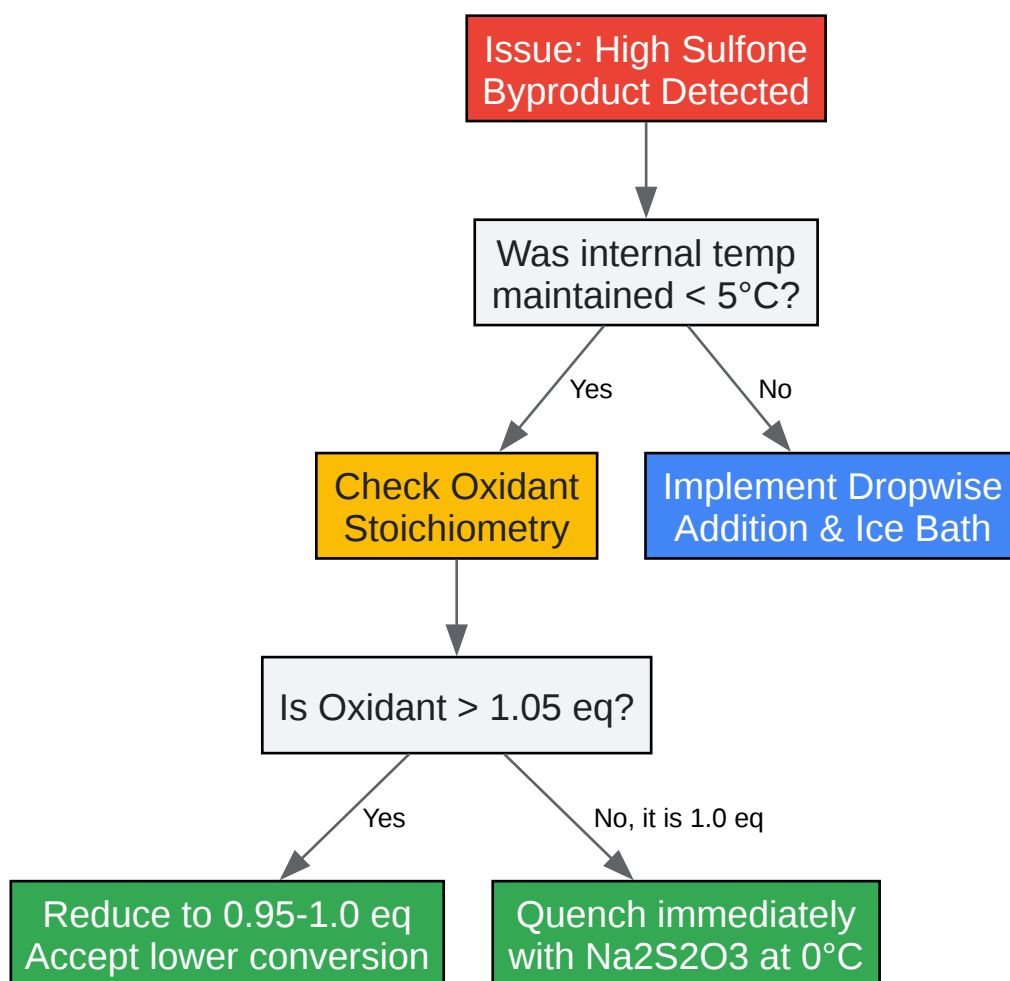 Issue: High Sulfone
Byproduct Detected
Was internal temp
maintained < 5°C?
Yes
No
Check Oxidant
Stoichiometry
Implement Dropwise
Addition & Ice Bath
Is Oxidant > 1.05 eq?
Yes
No, it is 1.0 eq
Reduce to 0.95-1.0 eq
Accept lower conversion
Quench immediately
with Na2S2O3 at 0°C